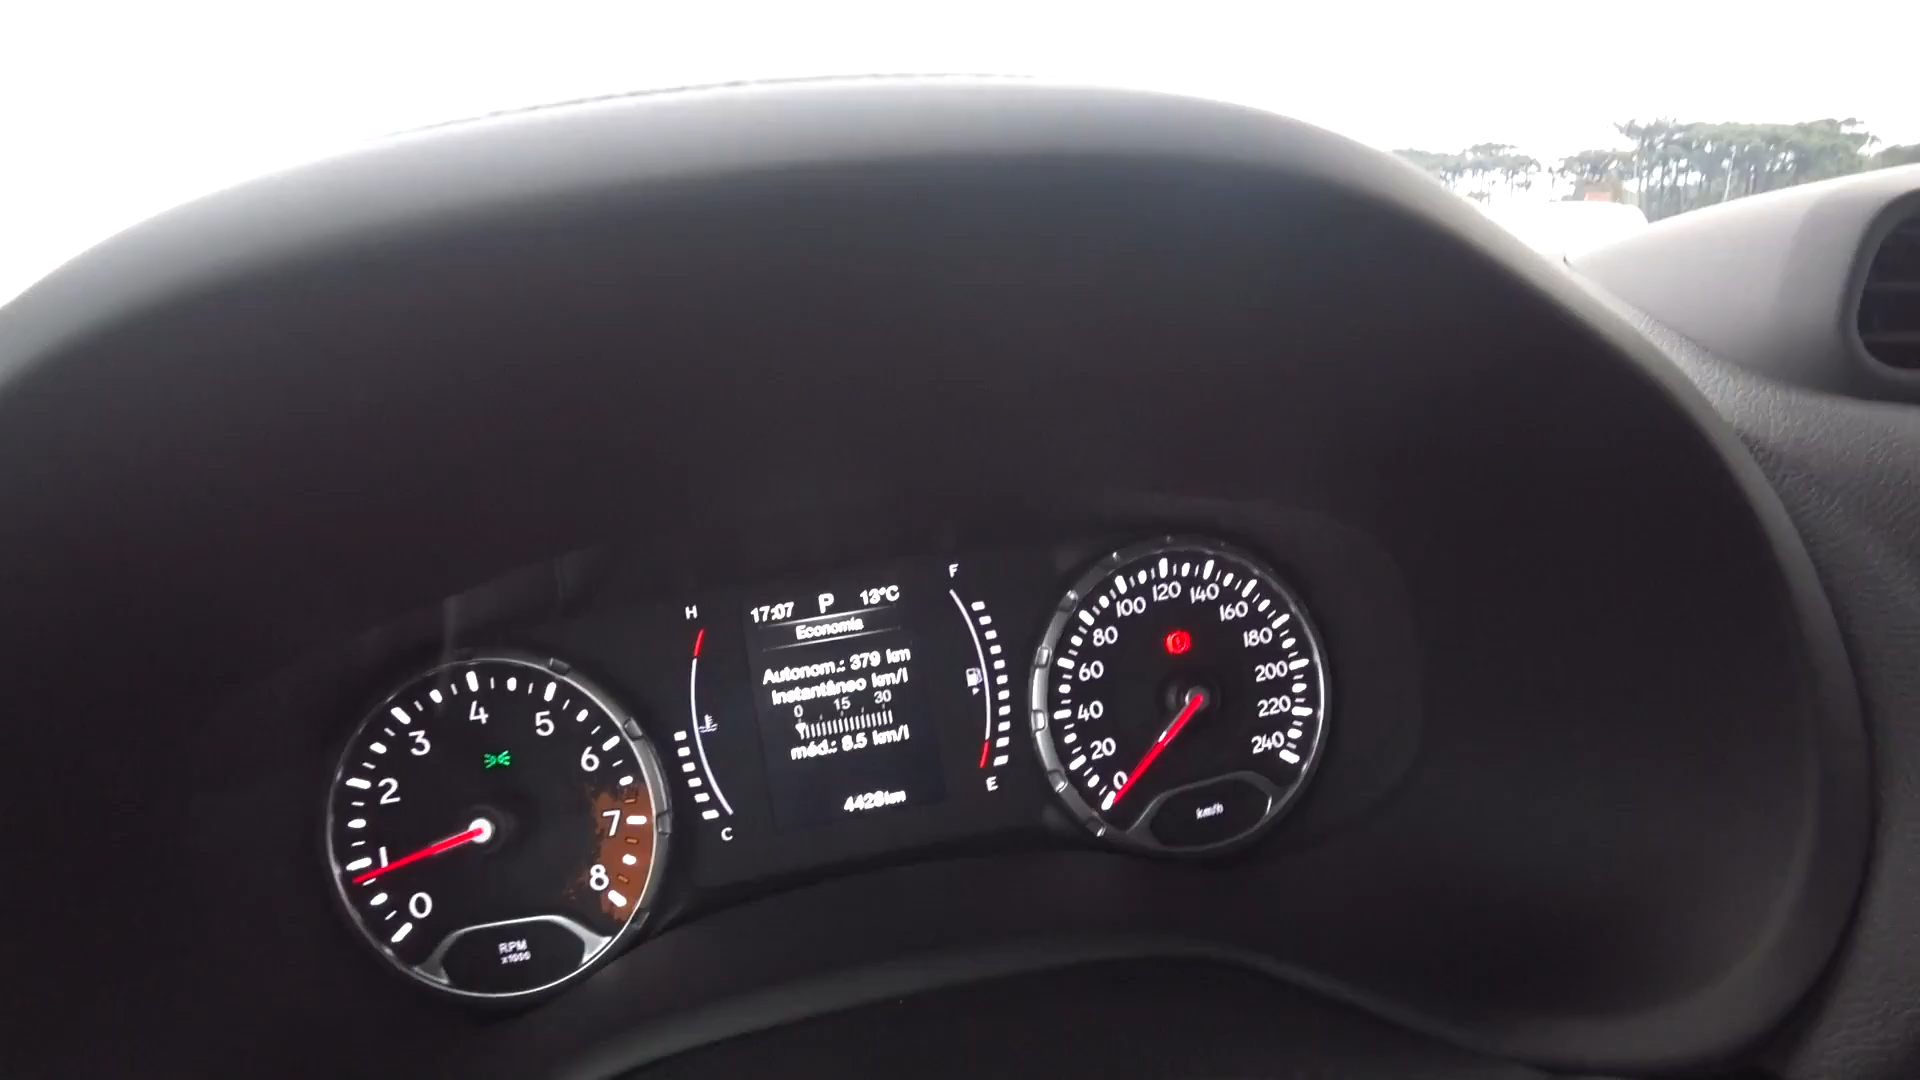 H
17:07 P 13°C
Economia
Autonom.: 379 km
Instantâneo km/l
0 15 30
méd.: 8.5 km/l
4428km
C
F
E
0 1 2 3 4 5 6 7 8
RPM
x1000
0 20 40 60 80 100 120 140 160 180 200 220 240
km/h